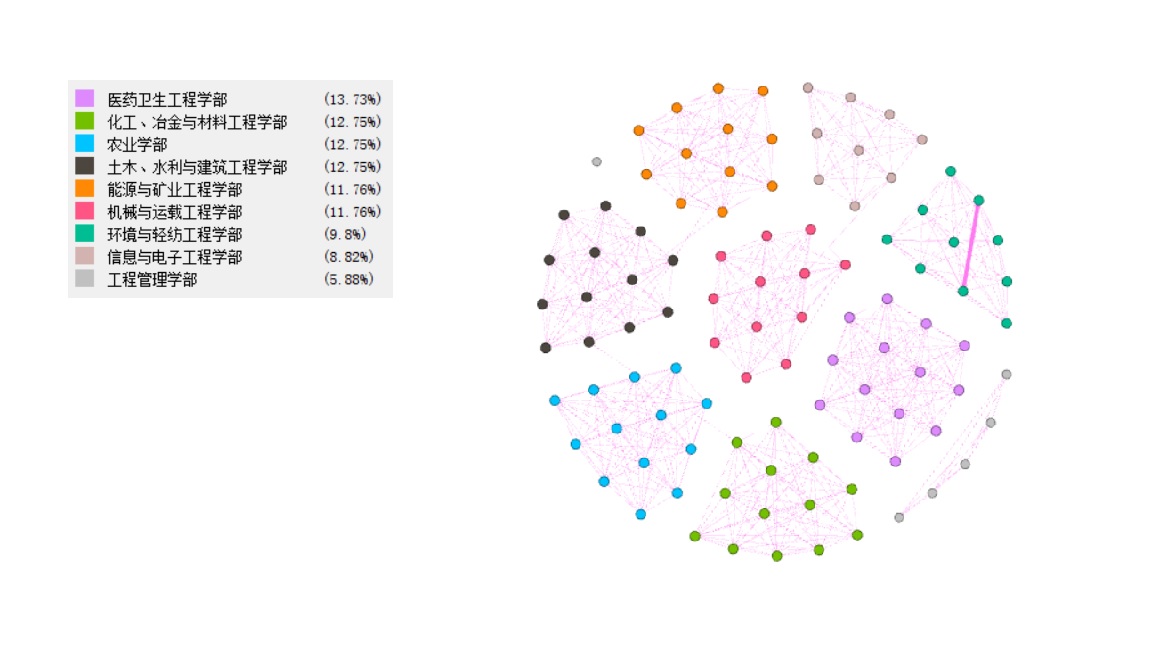 医药卫生工程学部 (13.73%)
化工、冶金与材料工程学部 (12.75%)
农业学部 (12.75%)
土木、水利与建筑工程学部 (12.75%)
能源与矿业工程学部 (11.76%)
机械与运载工程学部 (11.76%)
环境与轻纺工程学部 (9.8%)
信息与电子工程学部 (8.82%)
工程管理学部 (5.88%)